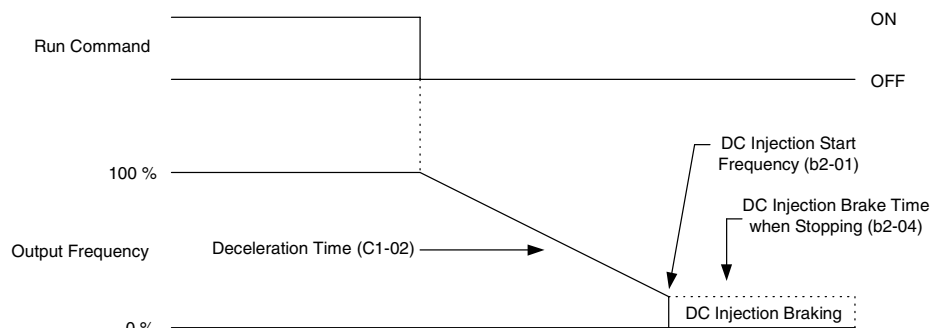 ON
Run Command
OFF
DC Injection Start
Frequency (b2-01)
100 %
DC Injection Brake Time
when Stopping (b2-04)
Output Frequency
Deceleration Time (C1-02)
DC Injection Braking
0 %